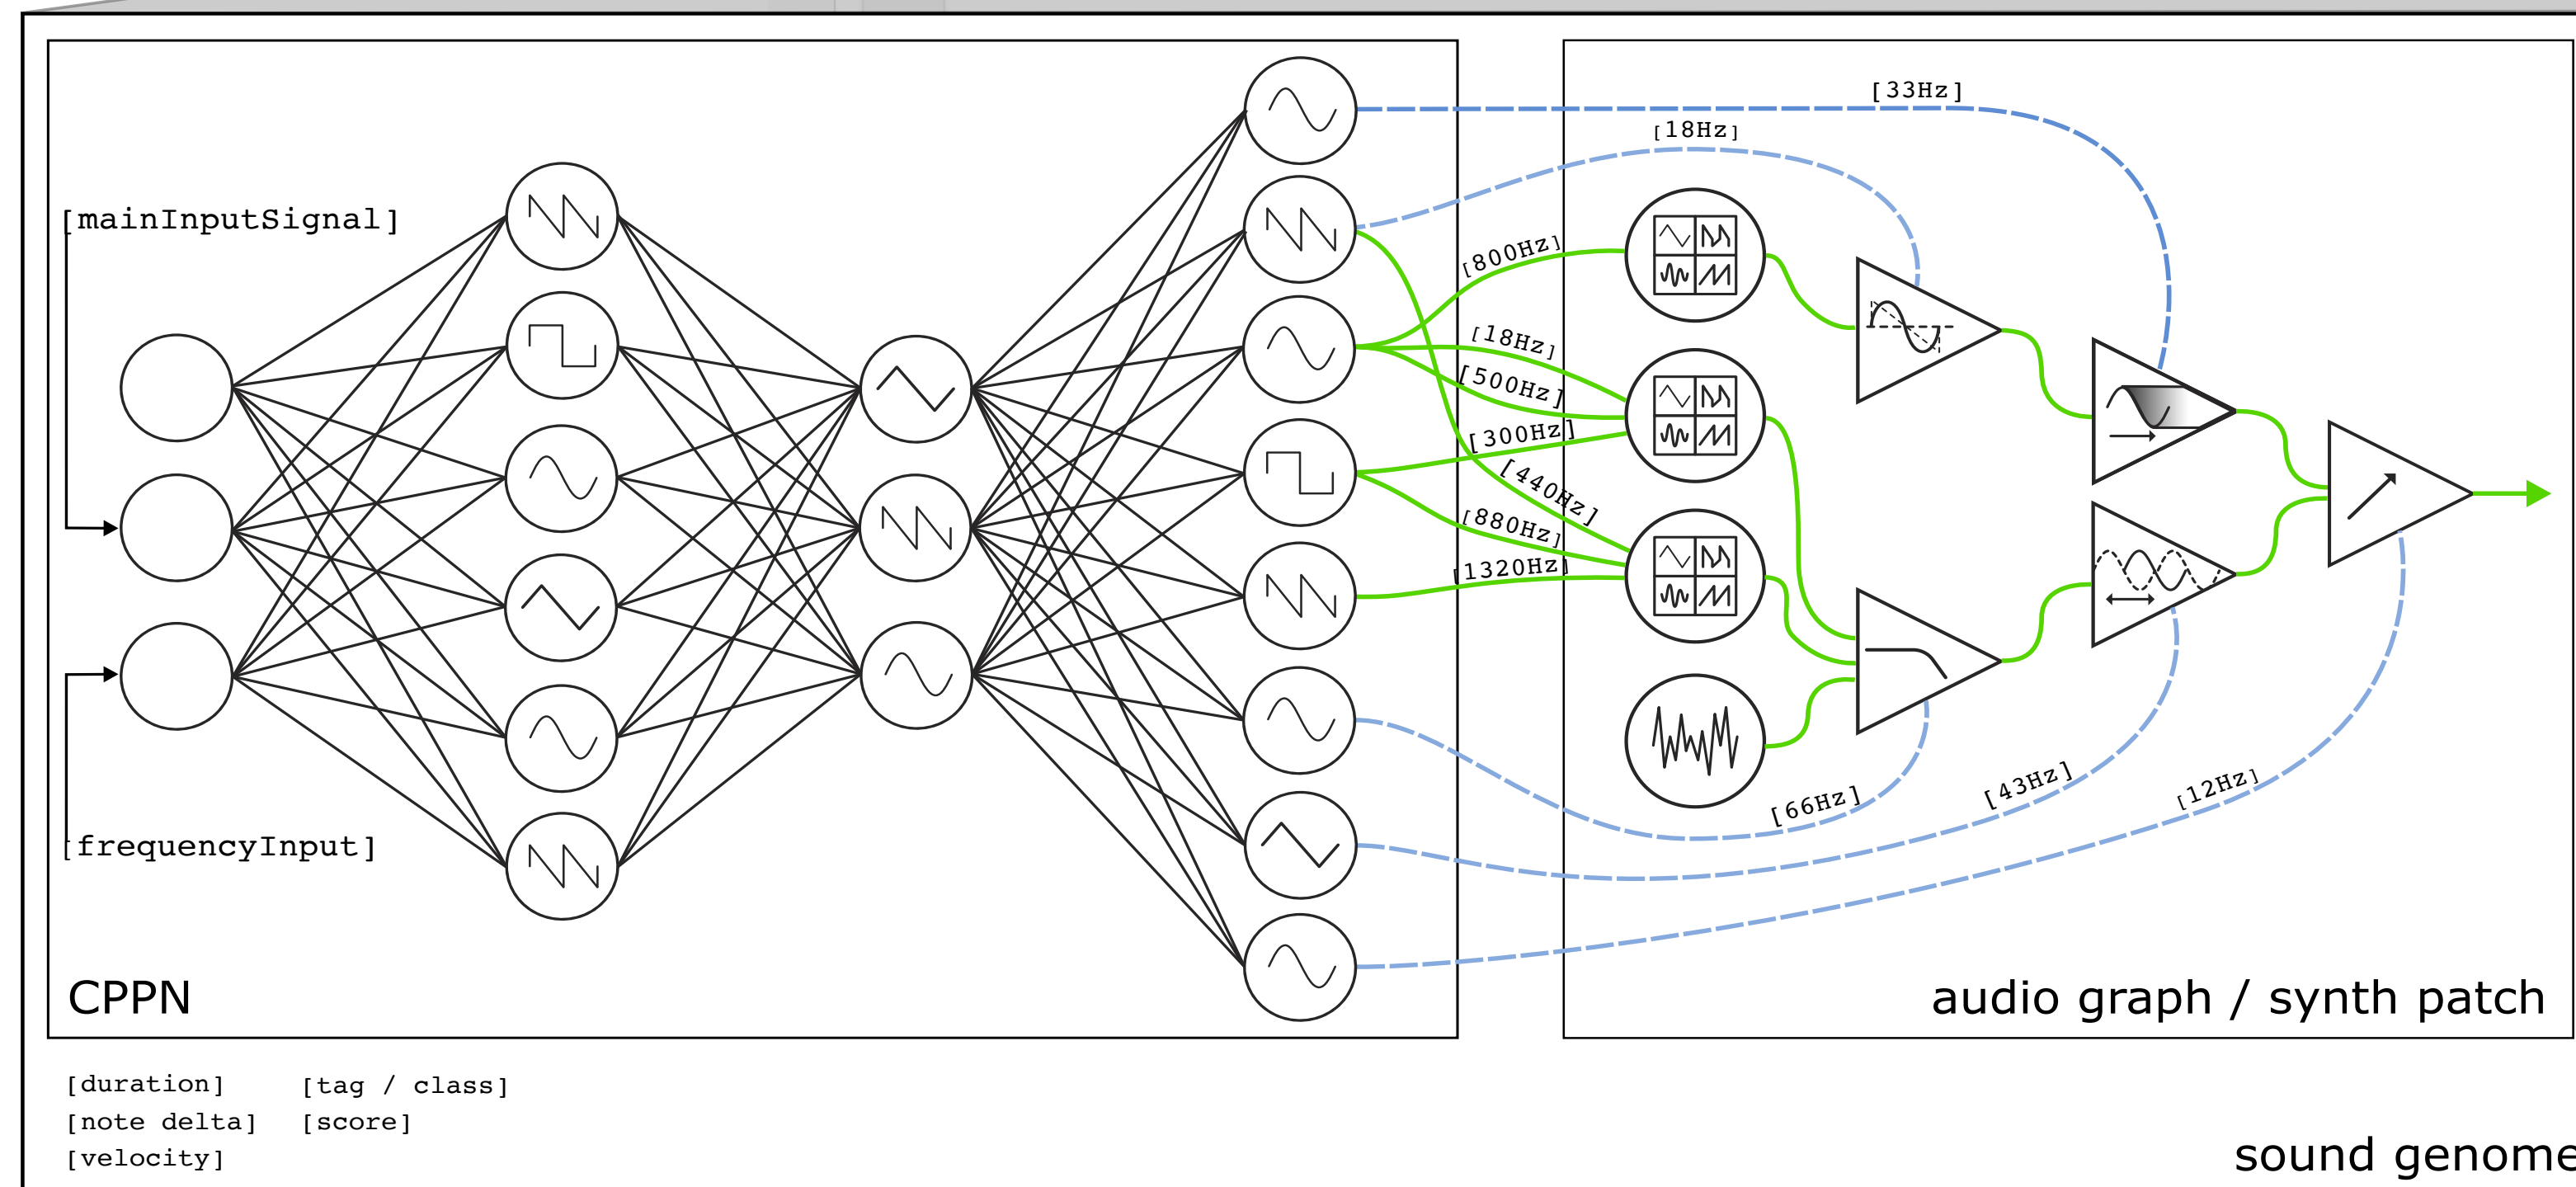 [33Hz]
[18Hz]
[mainInputSignal]
[800Hz]
[18Hz]
[500Hz]
[300Hz]
[440Hz]
[880Hz]
[1320Hz]
[66Hz]
[43Hz]
[12Hz]
[frequencyInput]
CPPN
audio graph / synth patch
[duration]
[tag / class]
[note delta]
[score]
[velocity]
sound genome